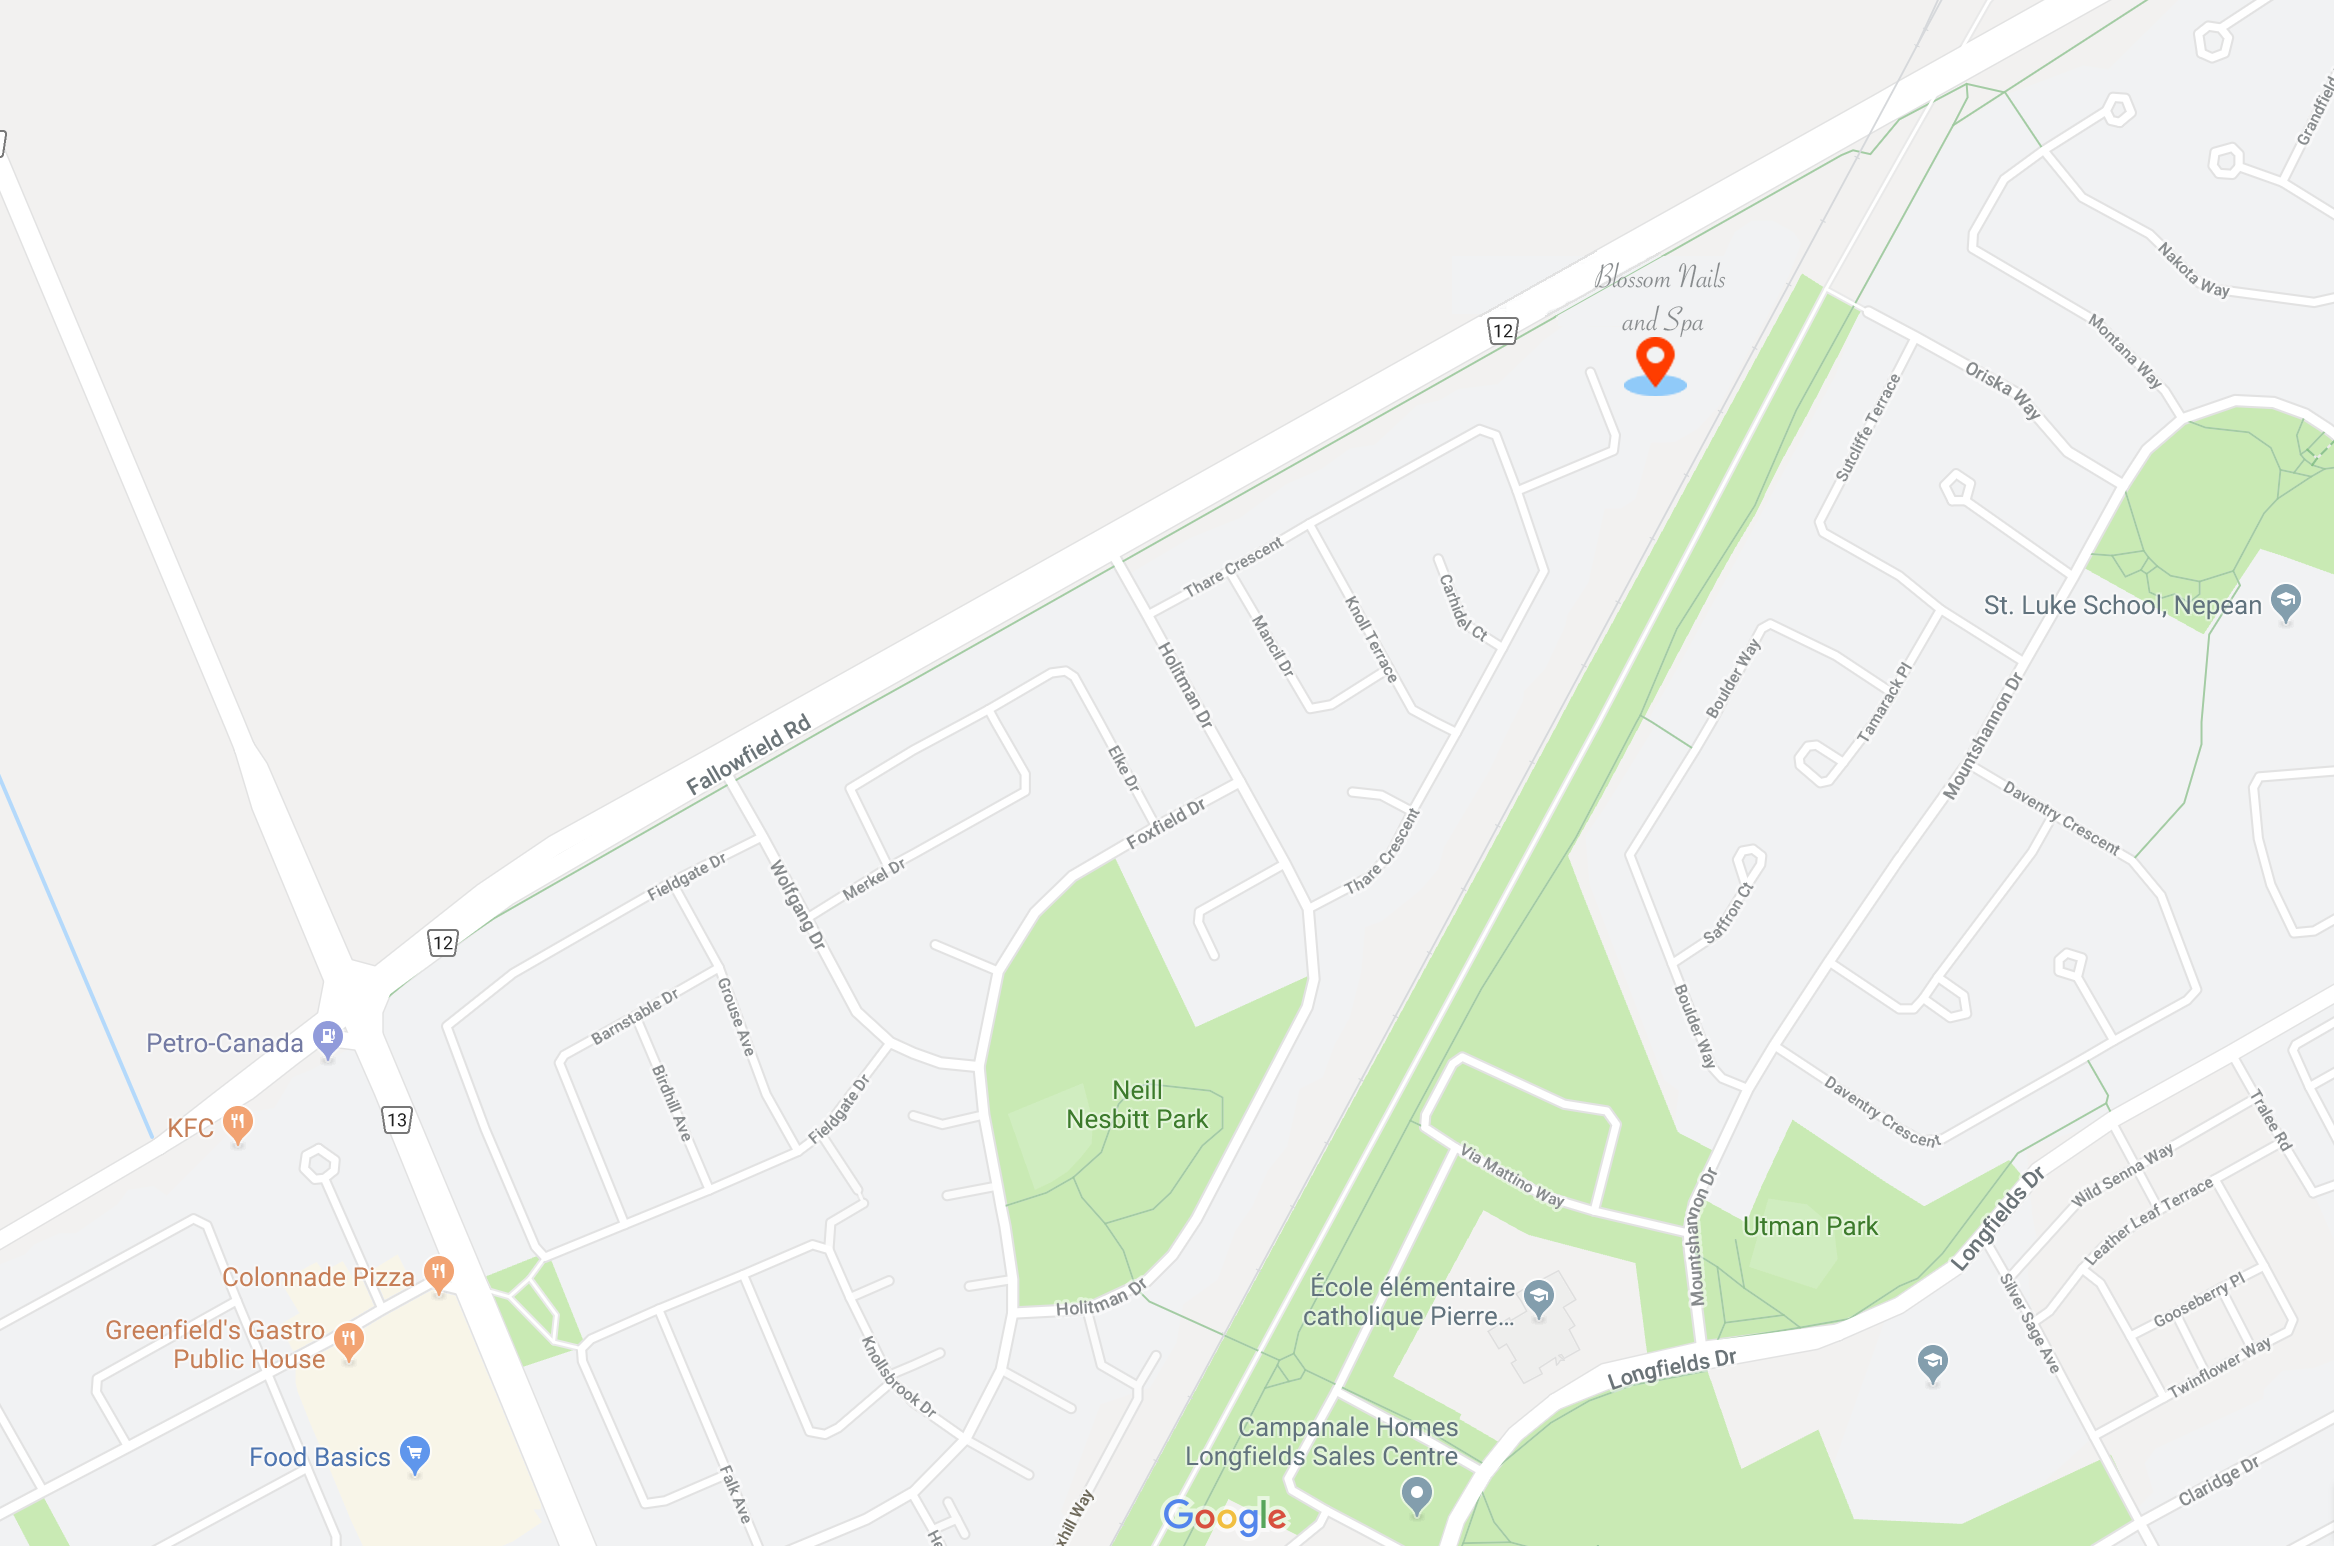 Grandfield
Nakota Way
Blossom Nails
and Spa
12
Montana Way
Oriska Way
Sutcliffe Terrace
Thare Crescent
Carhidel Ct
Knoll Terrace
Mancil Dr
St. Luke School, Nepean
Holitman Dr
Boulder Way
Tamarack Pl
Mountshannon Dr
Fallowfield Rd
Elke Dr
Foxfield Dr
Daventry Crescent
Thare Crescent
Fieldgate Dr
Merkel Dr
Wolfgang Dr
Saffron Ct
12
Grouse Ave
Barnstable Dr
Boulder Way
Petro-Canada
Birdhill Ave
Fieldgate Dr
Neill
Nesbitt Park
KFC
13
Daventry Crescent
Tralee Rd
Via Mattino Way
Wild Senna Way
Mountshannon Dr
Utman Park
Longfields Dr
Leather Leaf Terrace
Colonnade Pizza
École élémentaire
catholique Pierre...
Holitman Dr
Silver Sage Ave
Gooseberry Pl
Greenfield's Gastro
Public House
Knollsbrook Dr
Longfields Dr
Twinflower Way
Campanale Homes
Longfields Sales Centre
Food Basics
Falk Ave
Claridge Dr
xhill Way
Google
He